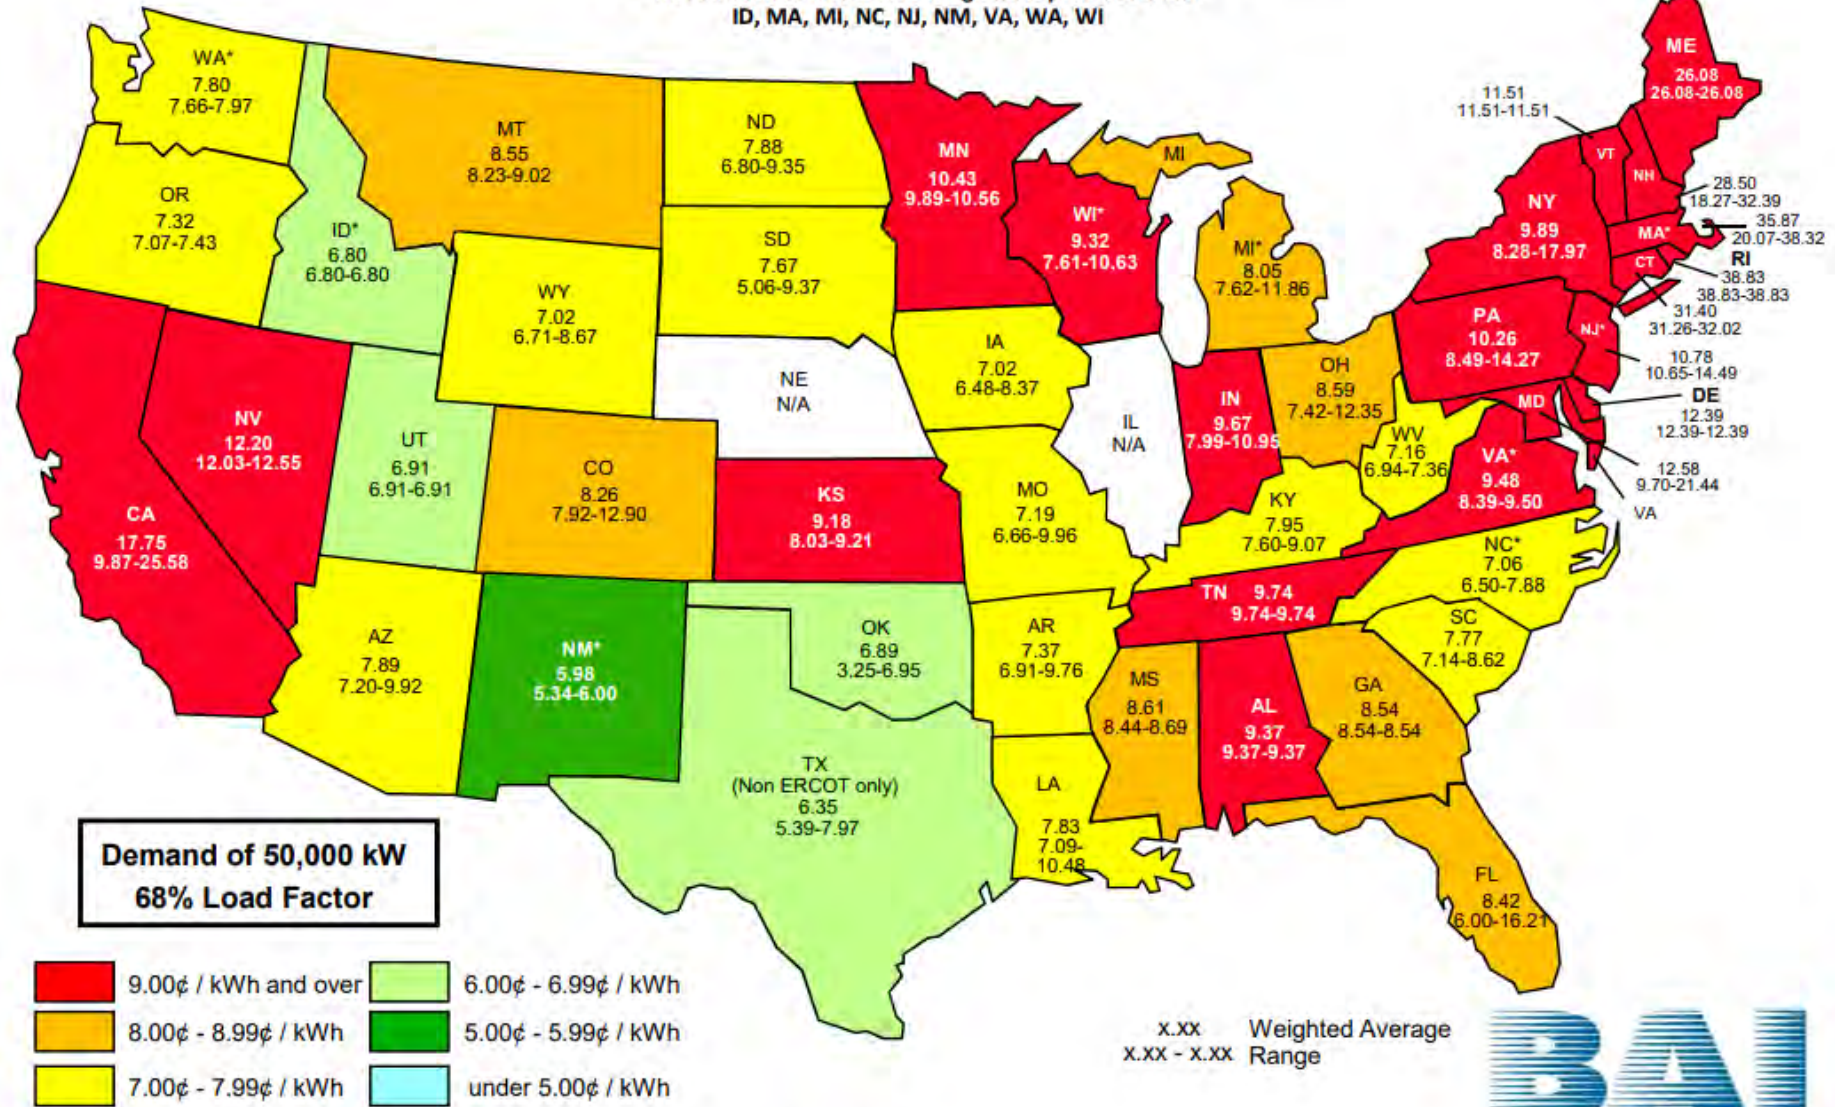 ID, MA, MI, NC, NJ, NM, VA, WA, WI
WA*
7.80
7.66-7.97
MT
8.55
8.23-9.02
ND
7.88
6.80-9.35
MN
10.43
9.89-10.56
MI
ME
26.08
26.08-26.08
11.51
11.51-11.51
VT
NH
28.50
18.27-32.39
OR
7.32
7.07-7.43
ID*
6.80
6.80-6.80
SD
7.67
5.06-9.37
WI*
9.32
7.61-10.63
MI*
8.05
7.62-11.86
NY
9.89
8.28-17.97
MA*
35.87
20.07-38.32
CT
RI
38.83
38.83-38.83
31.40
31.26-32.02
WY
7.02
6.71-8.67
IA
7.02
6.48-8.37
PA
10.26
8.49-14.27
NJ*
10.78
10.65-14.49
NE
N/A
IL
N/A
IN
9.67
7.99-10.95
OH
8.59
7.42-12.35
MD
DE
12.39
12.39-12.39
12.58
9.70-21.44
NV
12.20
12.03-12.55
UT
6.91
6.91-6.91
CO
8.26
7.92-12.90
KS
9.18
8.03-9.21
MO
7.19
6.66-9.96
KY
7.95
7.60-9.07
WV
7.16
6.94-7.36
VA*
9.48
8.39-9.50
VA
CA
17.75
9.87-25.58
NC*
7.06
6.50-7.88
TN 9.74
9.74-9.74
AZ
7.89
7.20-9.92
NM*
5.98
5.34-6.00
OK
6.89
3.25-6.95
AR
7.37
6.91-9.76
SC
7.77
7.14-8.62
MS
8.61
8.44-8.69
AL
9.37
9.37-9.37
GA
8.54
8.54-8.54
TX
(Non ERCOT only)
6.35
5.39-7.97
LA
7.83
7.09-
10.48
FL
8.42
6.00-16.21
Demand of 50,000 kW
68% Load Factor
9.00¢ / kWh and over
6.00¢ - 6.99¢ / kWh
8.00¢ - 8.99¢ / kWh
5.00¢ - 5.99¢ / kWh
7.00¢ - 7.99¢ / kWh
under 5.00¢ / kWh
x.xx Weighted Average
x.xx - x.xx Range
BAI